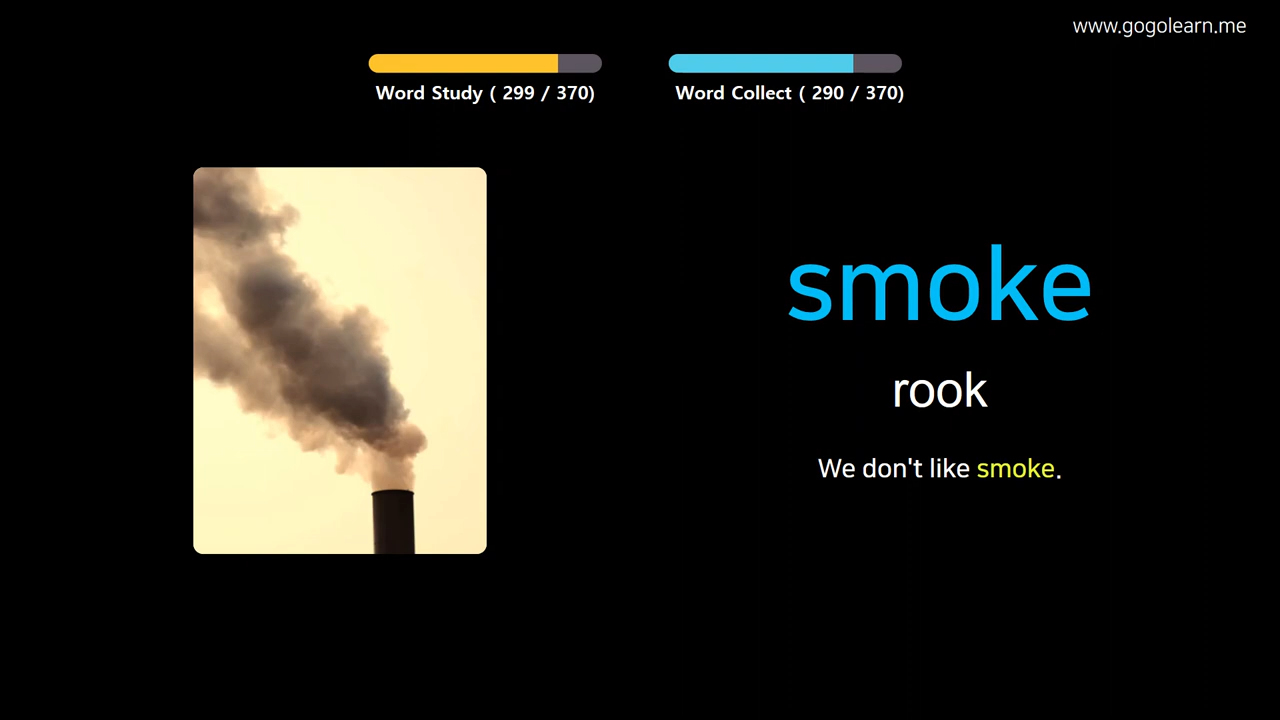 www.gogolearn.me
Word Study ( 299 / 370)
Word Collect ( 290 / 370)
smoke
rook
We don't like smoke.